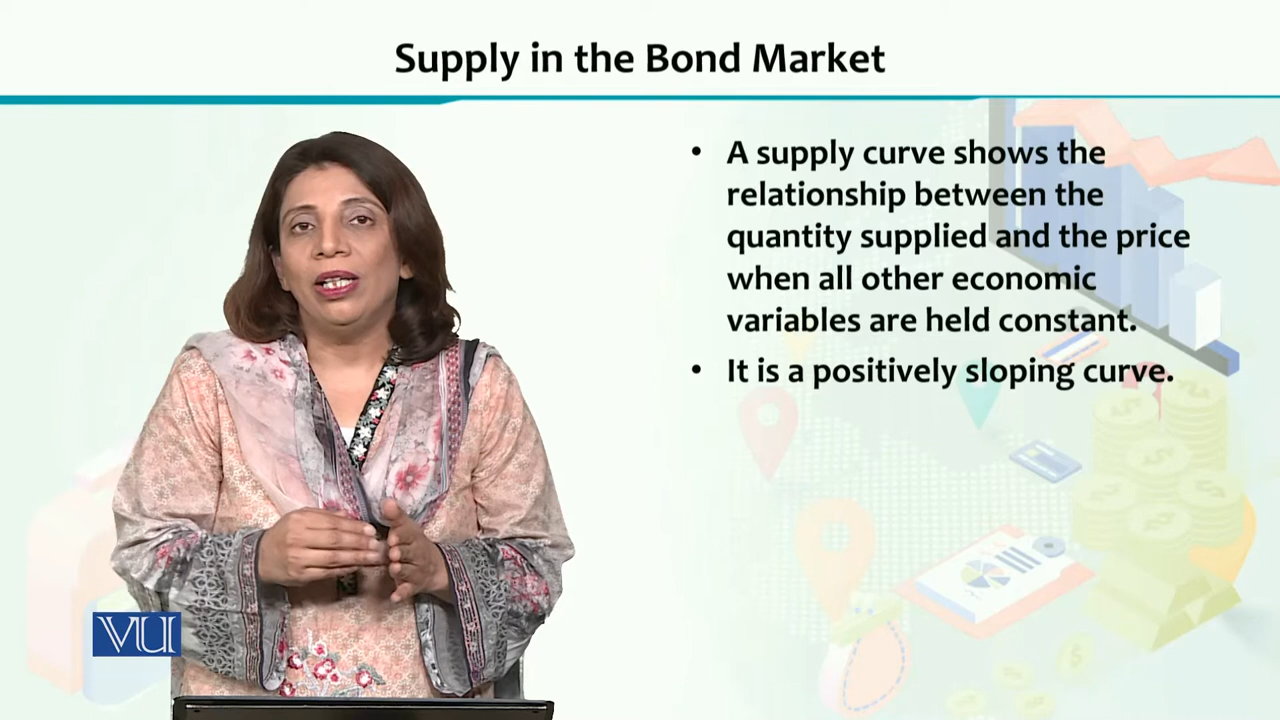 Supply in the Bond Market
• A supply curve shows the
relationship between the
quantity supplied and the price
when all other economic
variables are held constant.
• It is a positively sloping curve.
VU